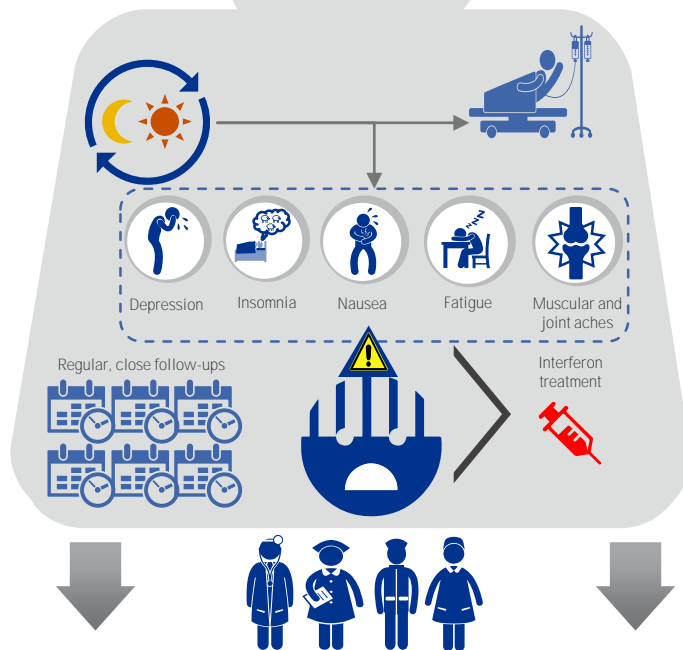 Depression
Insomnia
Nausea
Fatigue
Muscular and
joint aches
Regular, close follow-ups
Interferon
treatment